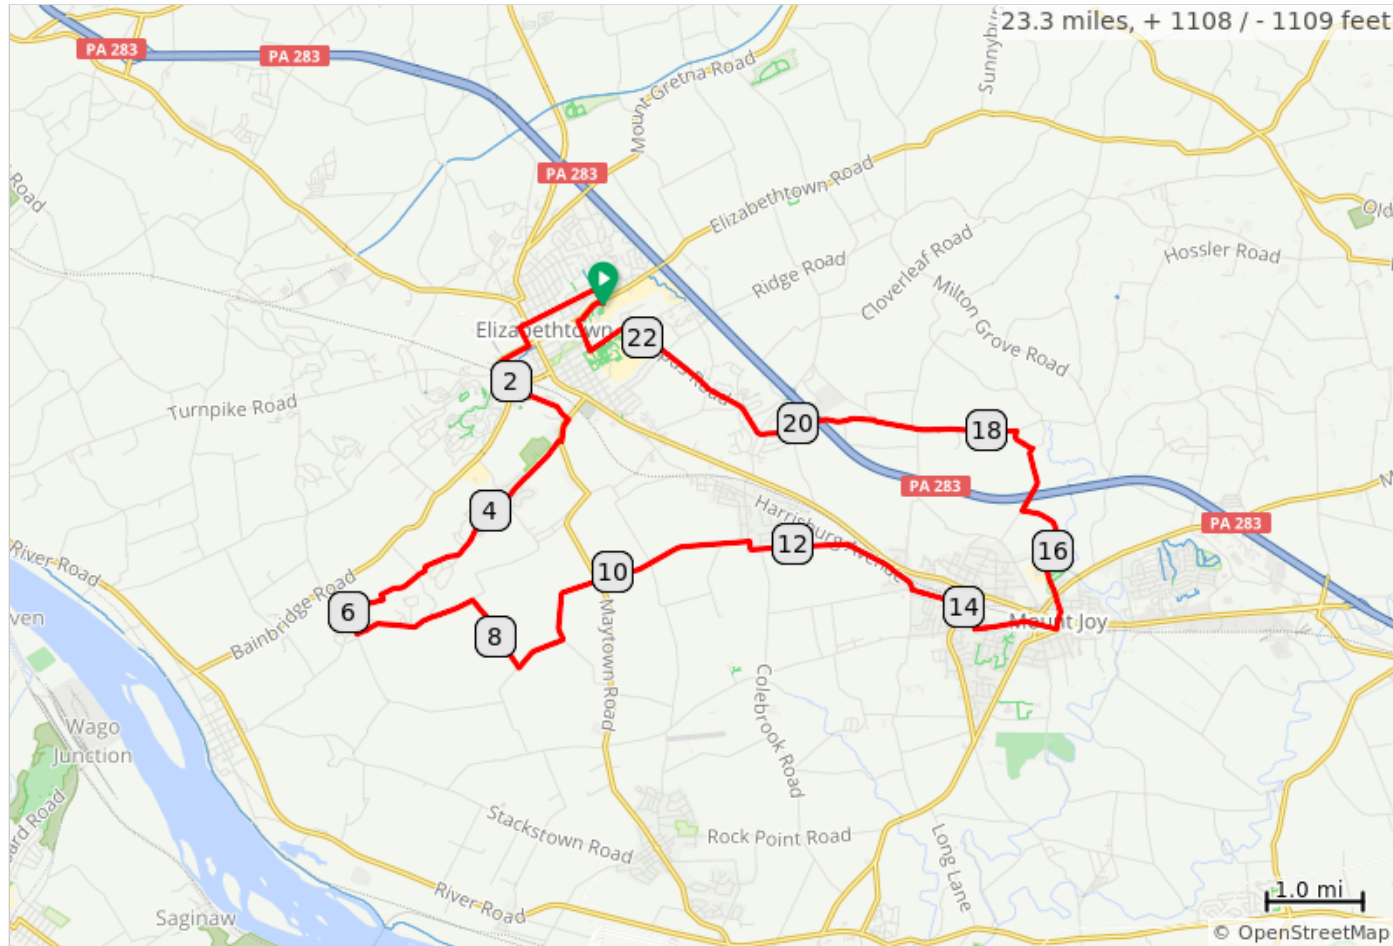 23.3 miles, + 1108 / - 1109 feet
PA 283
PA 283
Mount Gretna Road
PA 283
Elizabethtown Road
Road
Hossler Road
Ridge Road
Cloverleaf Road
Milton Grove Road
Elizabethtown
22
2
Turnpike Road
20
18
4
PA 283
Harrisburg Avenue
PA 283
12
16
River Road
10
Bainbridge Road
6
14
8
Mount Joy
Maytown Road
Colebrook Road
Wago
Junction
Stackstown Road
Rock Point Road
Long Lane
River Road
1.0 mi
Saginaw
© OpenStreetMap